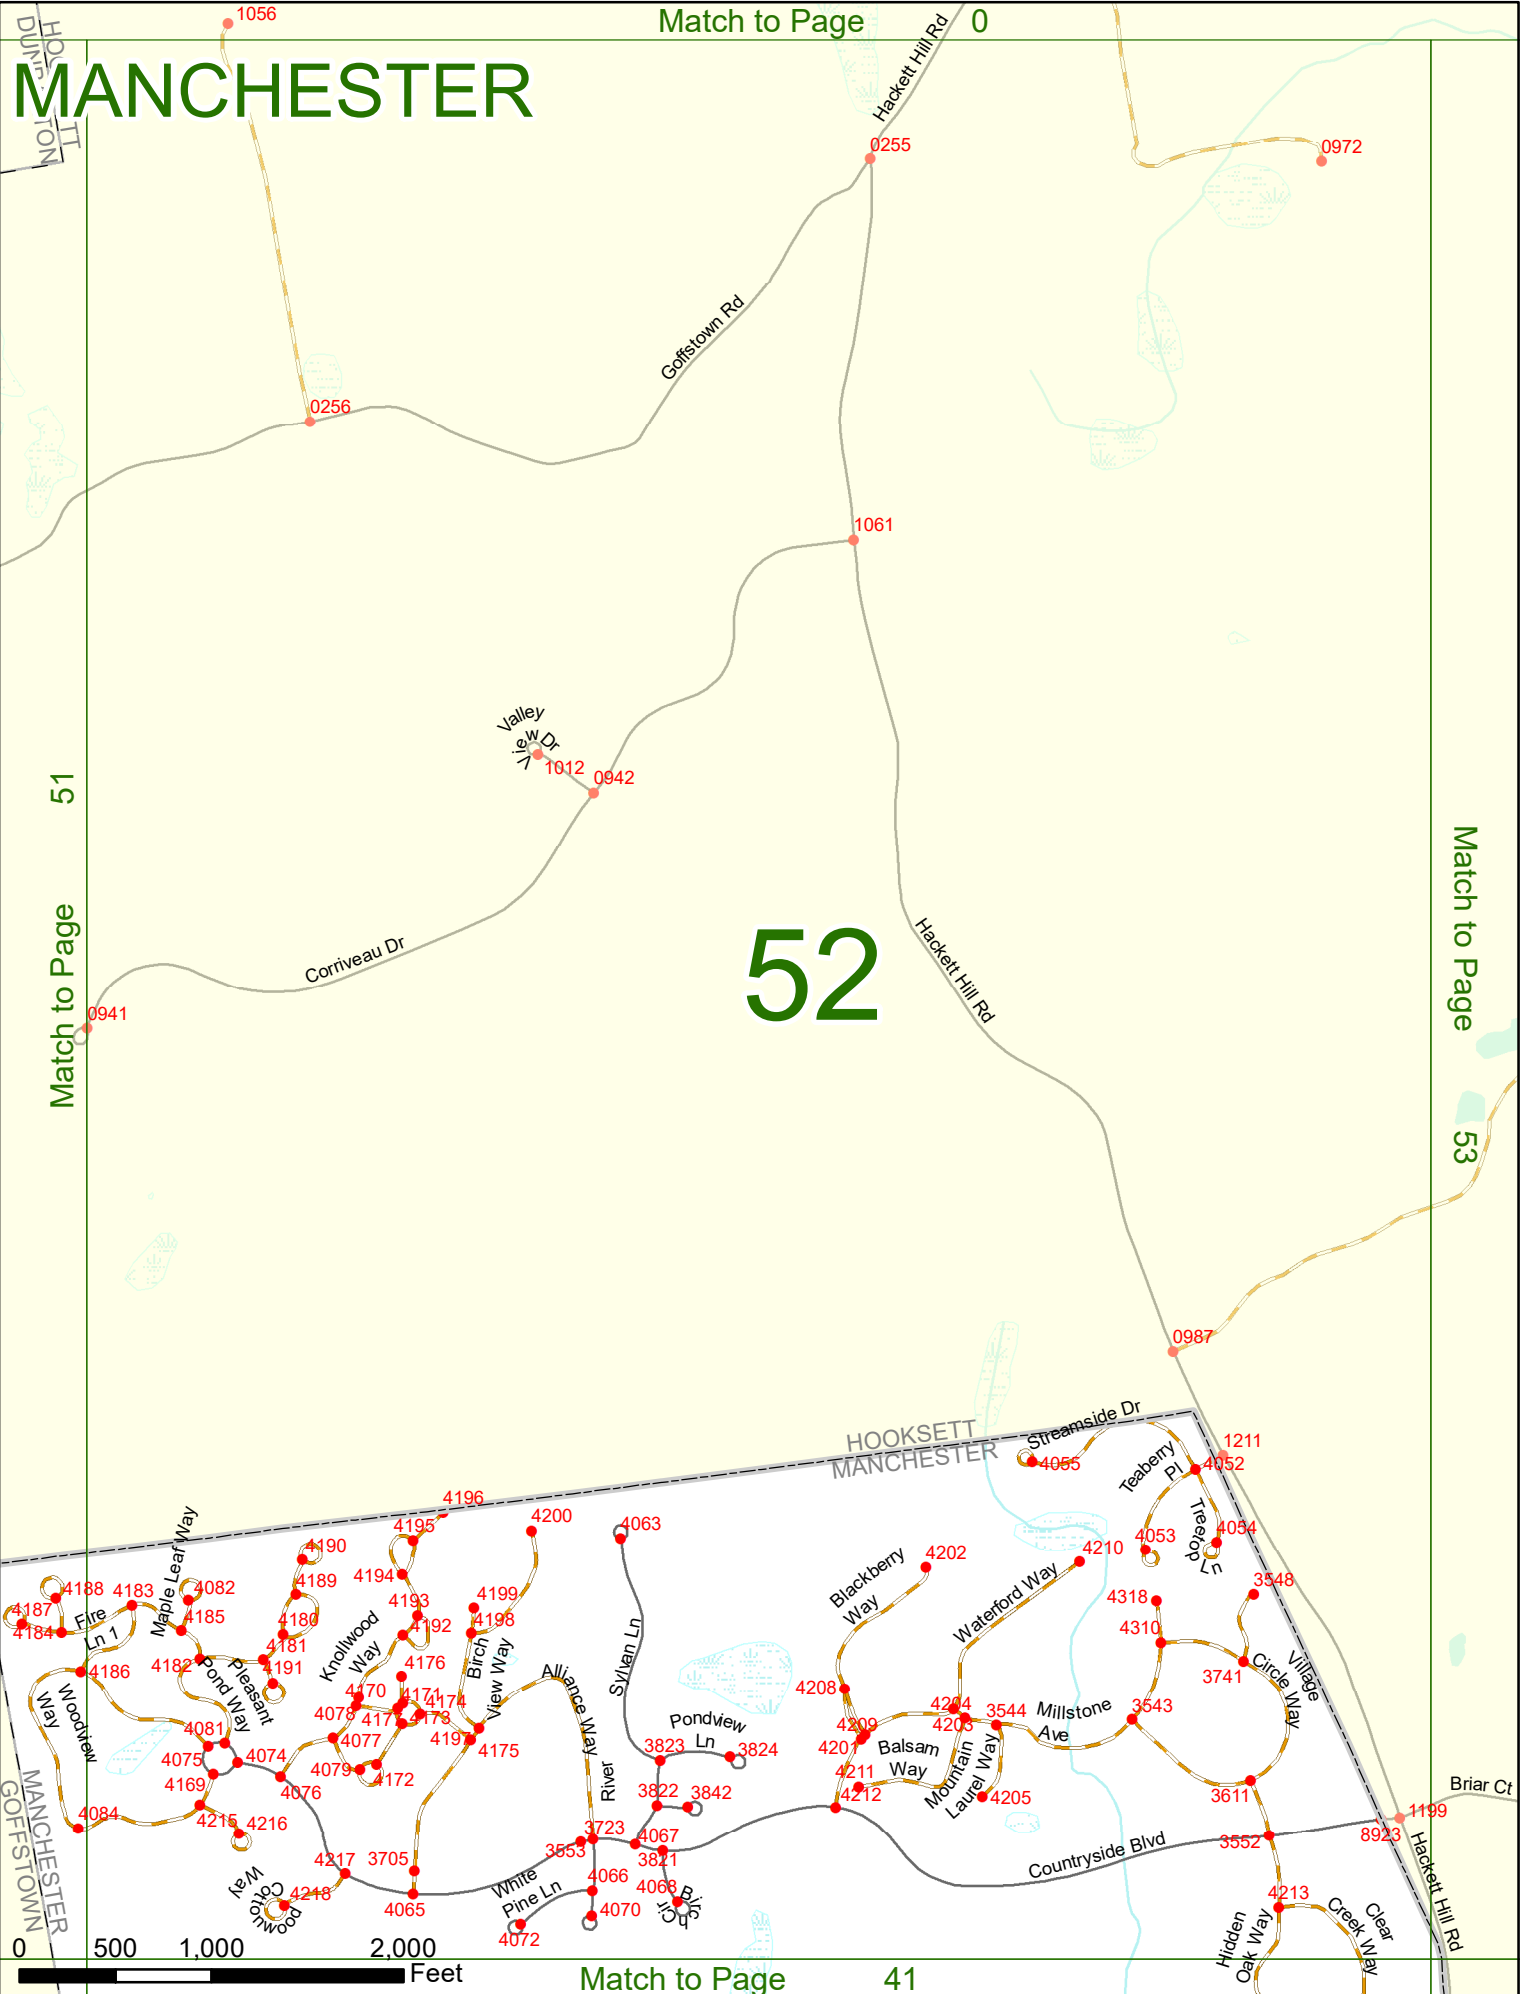 1056
Match to Page 0
Hackett Hill Rd
HOOKSETT
DUNBARTON
MANCHESTER
0255
0972
Goffstown Rd
0256
1061
Valley
View Dr
1012
0942
51
Match to Page
Match to Page
53
52
Corriveau Dr
Hackett Hill Rd
0941
0987
HOOKSETT
MANCHESTER
Streamside Dr
1211
4055
4052
Teaberry
Pl
Treetop
Ln
4053
4054
4196
4195
4200
4063
4190
4194
4189
4188
4187
4183
4082
4184
4185
Fire
Ln 1
Maple Leaf Way
4180
4181
4193
4192
4199
4198
4202
4210
4318
3548
4310
Blackberry
Way
Waterford Way
Knollwood
Way
Birch
View Way
4182
4191
4186
Pleasant
Pond Way
Woodview
Way
4176
4170
4171
4174
4078
4177
4173
4197
4175
Alliance Way
Sylvan Ln
4208
4204
4203
3544
Millstone
Ave
3543
3741
Circle Way
Village
4081
4075
4074
4077
4079
4172
4076
4169
Pondview
Ln
3823
3824
4209
4201
Balsam
Way
4211
4212
Mountain
Laurel Way
4205
3611
Briar Ct
1199
8923
4084
4215
4216
River
3822
3842
3723
3553
4067
3821
3552
Countryside Blvd
MANCHESTER
GOFFSTOWN
4217
3705
4218
4065
Cottonwood
Way
White
Pine Ln
4066
4070
4072
4068
Birch
Cir
4213
Hidden
Oak Way
Clear
Creek Way
Hackett Hill Rd
0 500 1,000 2,000
Feet
Match to Page 41